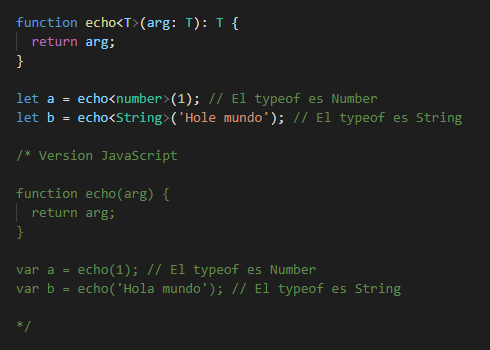 function echo<T>(arg: T): T {
  return arg;
}

let a = echo<number>(1); // El typeof es Number
let b = echo<String>('Hole mundo'); // El typeof es String

/* Version JavaScript

function echo(arg) {
  return arg;
}

var a = echo(1); // El typeof es Number
var b = echo('Hola mundo'); // El typeof es String

*/